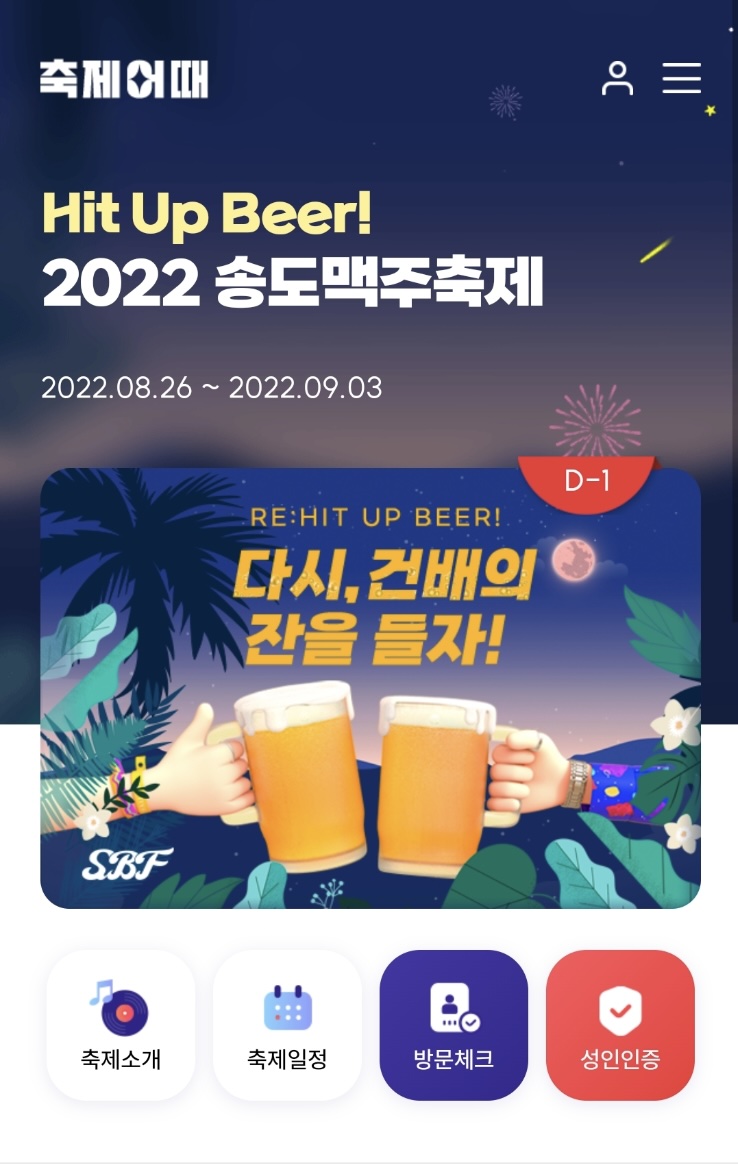 축제어때
Hit Up Beer!
2022 송도맥주축제
2022.08.26 ~ 2022.09.03
D-1
RE:HIT UP BEER!
다시, 건배의
잔을 들자!
SBF
축제소개
축제일정
방문체크
성인인증